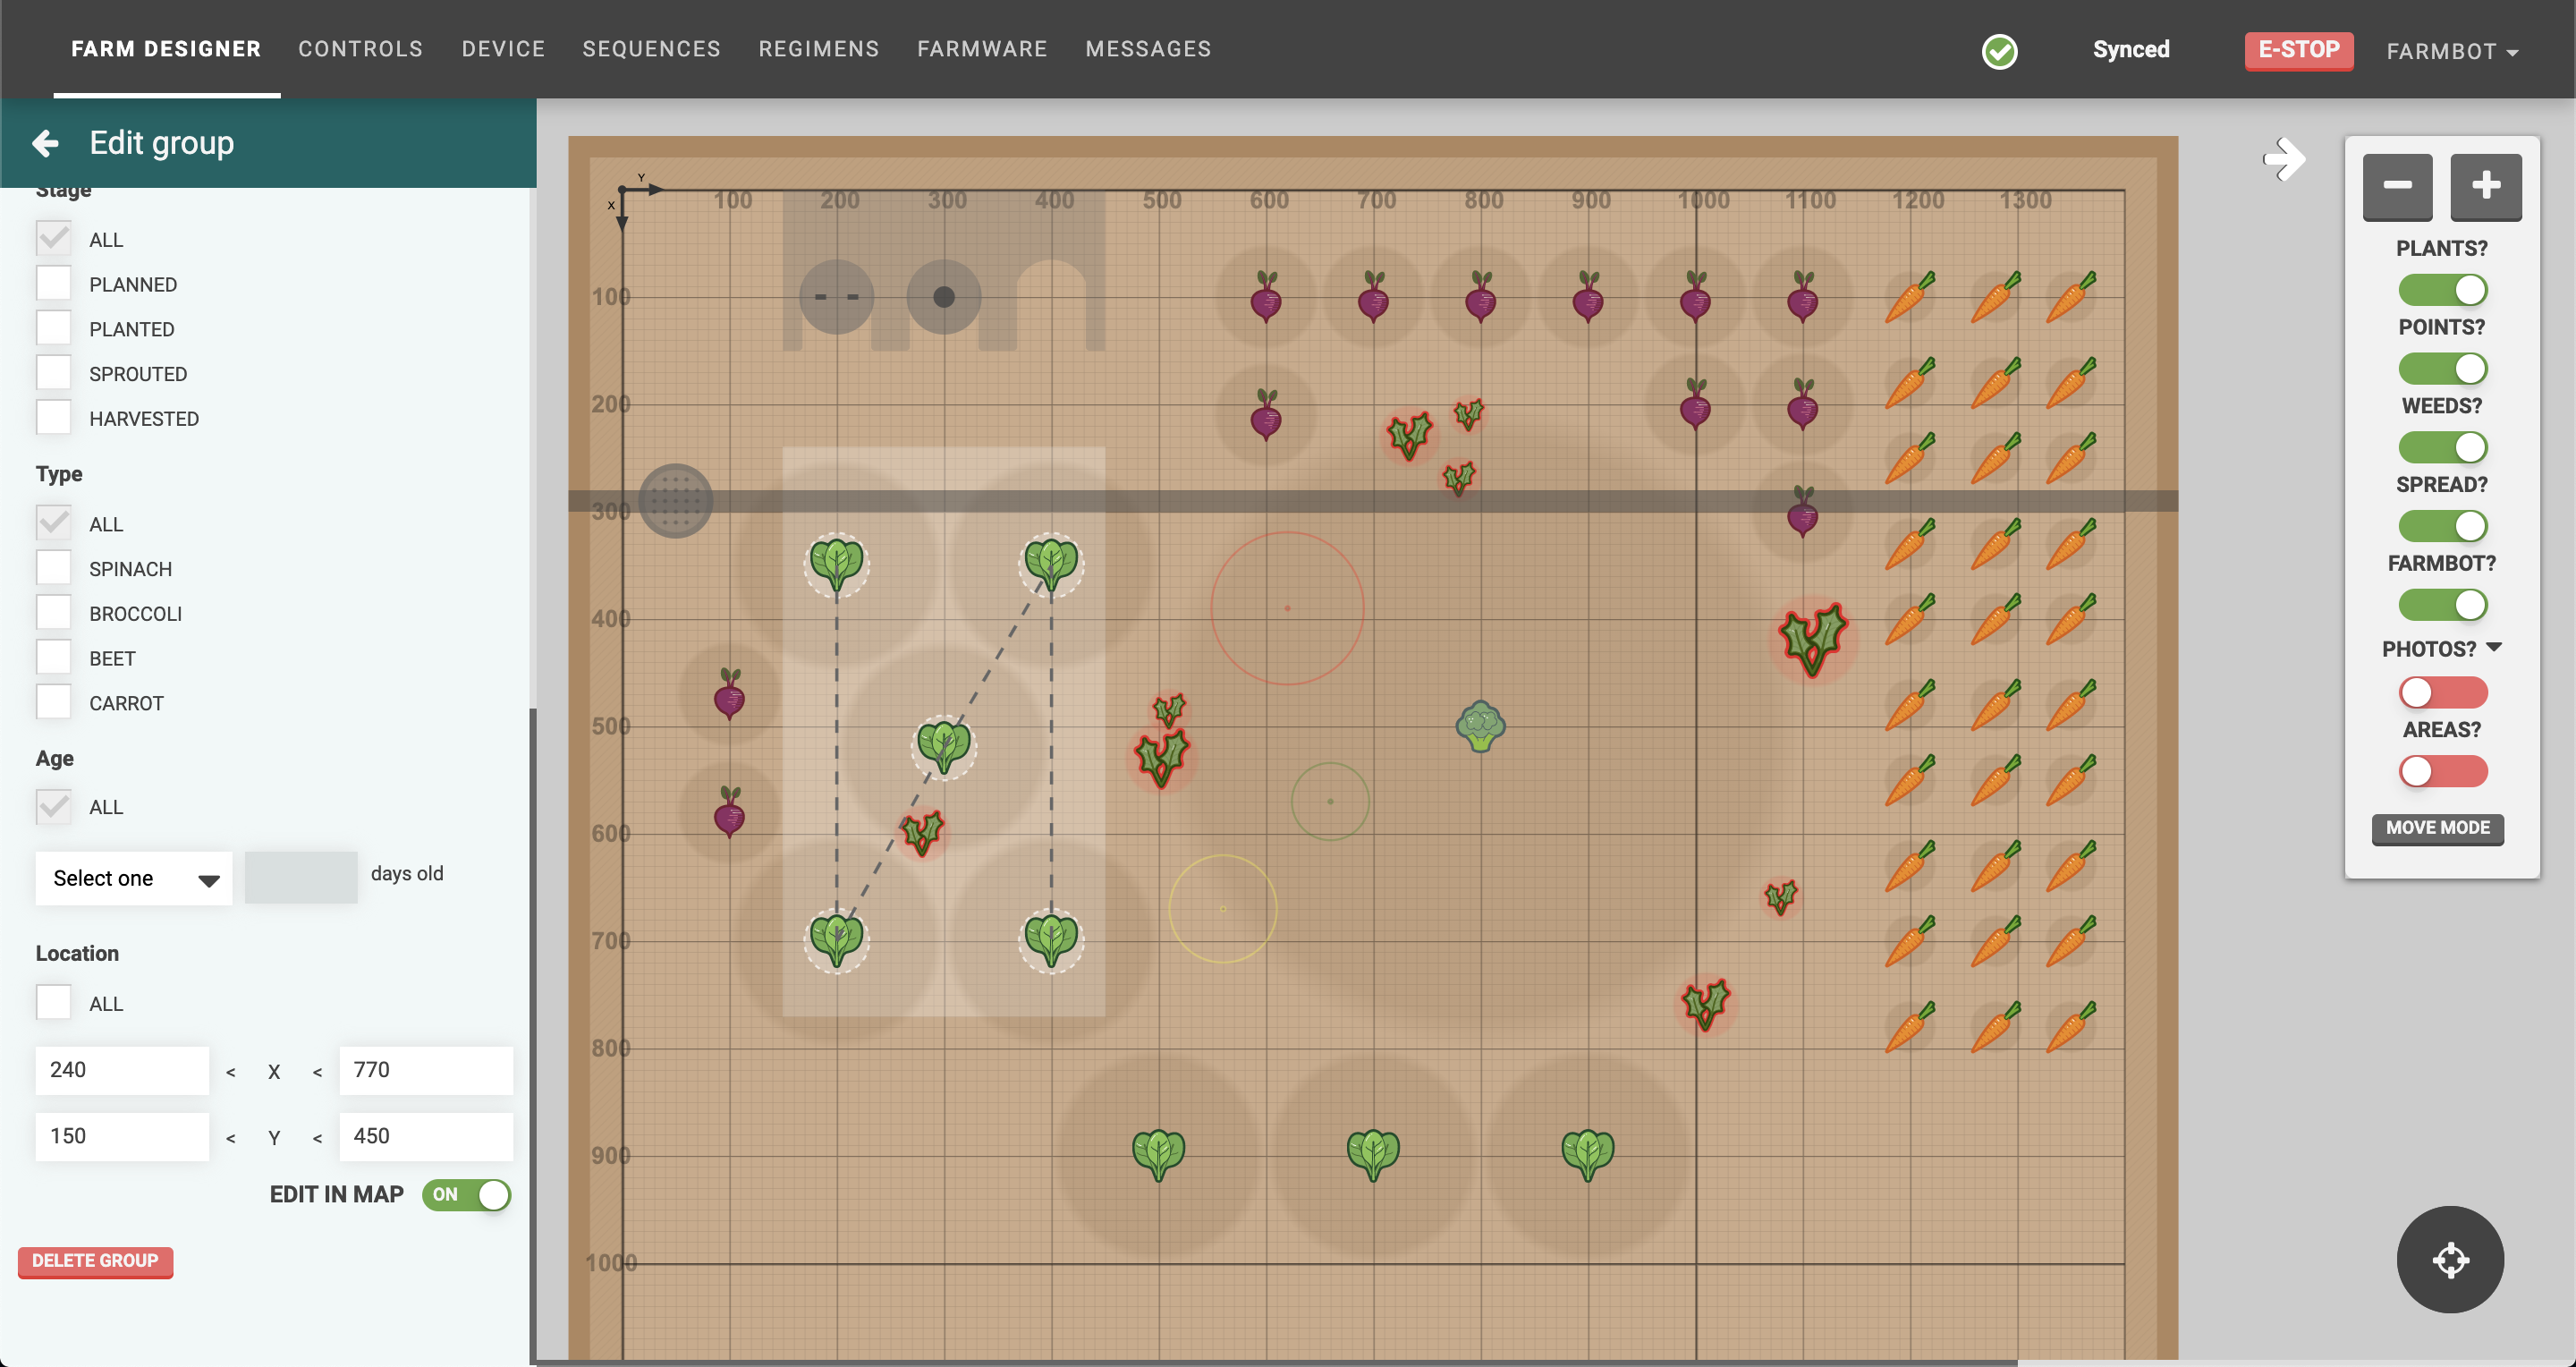 FARM DESIGNER CONTROLS DEVICE SEQUENCES REGIMENS FARMWARE MESSAGES Synced E-STOP FARMBOT
Edit group
Stage
ALL
PLANNED
PLANTED
SPROUTED
HARVESTED
Type
ALL
SPINACH
BROCCOLI
BEET
CARROT
Age
ALL
Select one days old
Location
ALL
240 < X < 770
150 < Y < 450
EDIT IN MAP ON
DELETE GROUP
Y
X
100 200 300 400 500 600 700 800 900 1000 1100 1200 1300
100
200
300
400
500
600
700
800
900
1000
PLANTS?
POINTS?
WEEDS?
SPREAD?
FARMBOT?
PHOTOS?
AREAS?
MOVE MODE